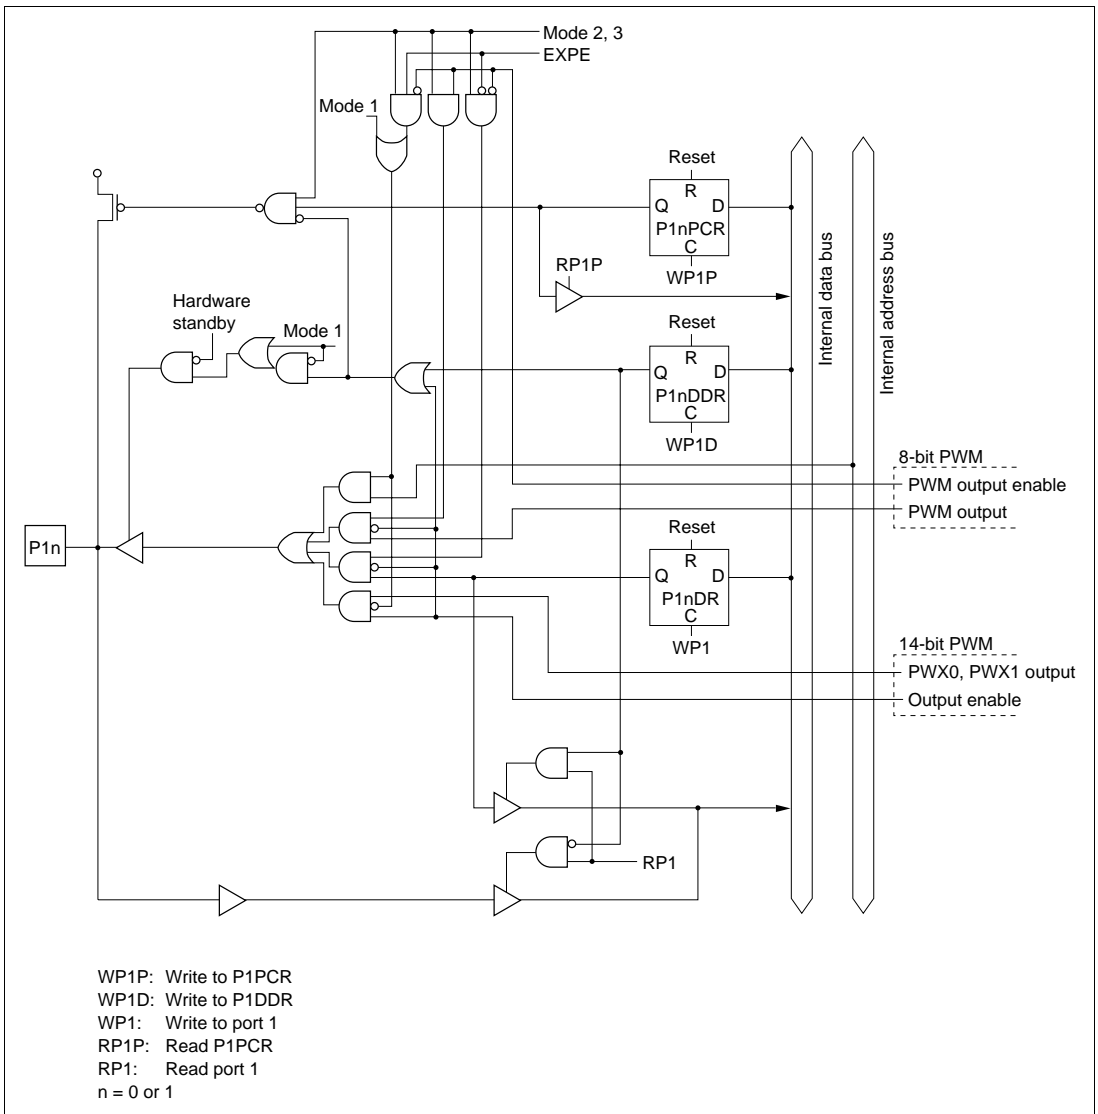 Mode 2, 3
EXPE
Mode 1
Reset
R
Q D
P1nPCR
C
WP1P
RP1P
Hardware
standby
Mode 1
Reset
R
Q D
P1nDDR
C
WP1D
Internal data bus
Internal address bus
8-bit PWM
PWM output enable
PWM output
P1n
Reset
R
Q D
P1nDR
C
WP1
14-bit PWM
PWX0, PWX1 output
Output enable
RP1
WP1P: Write to P1PCR
WP1D: Write to P1DDR
WP1: Write to port 1
RP1P: Read P1PCR
RP1: Read port 1
n = 0 or 1